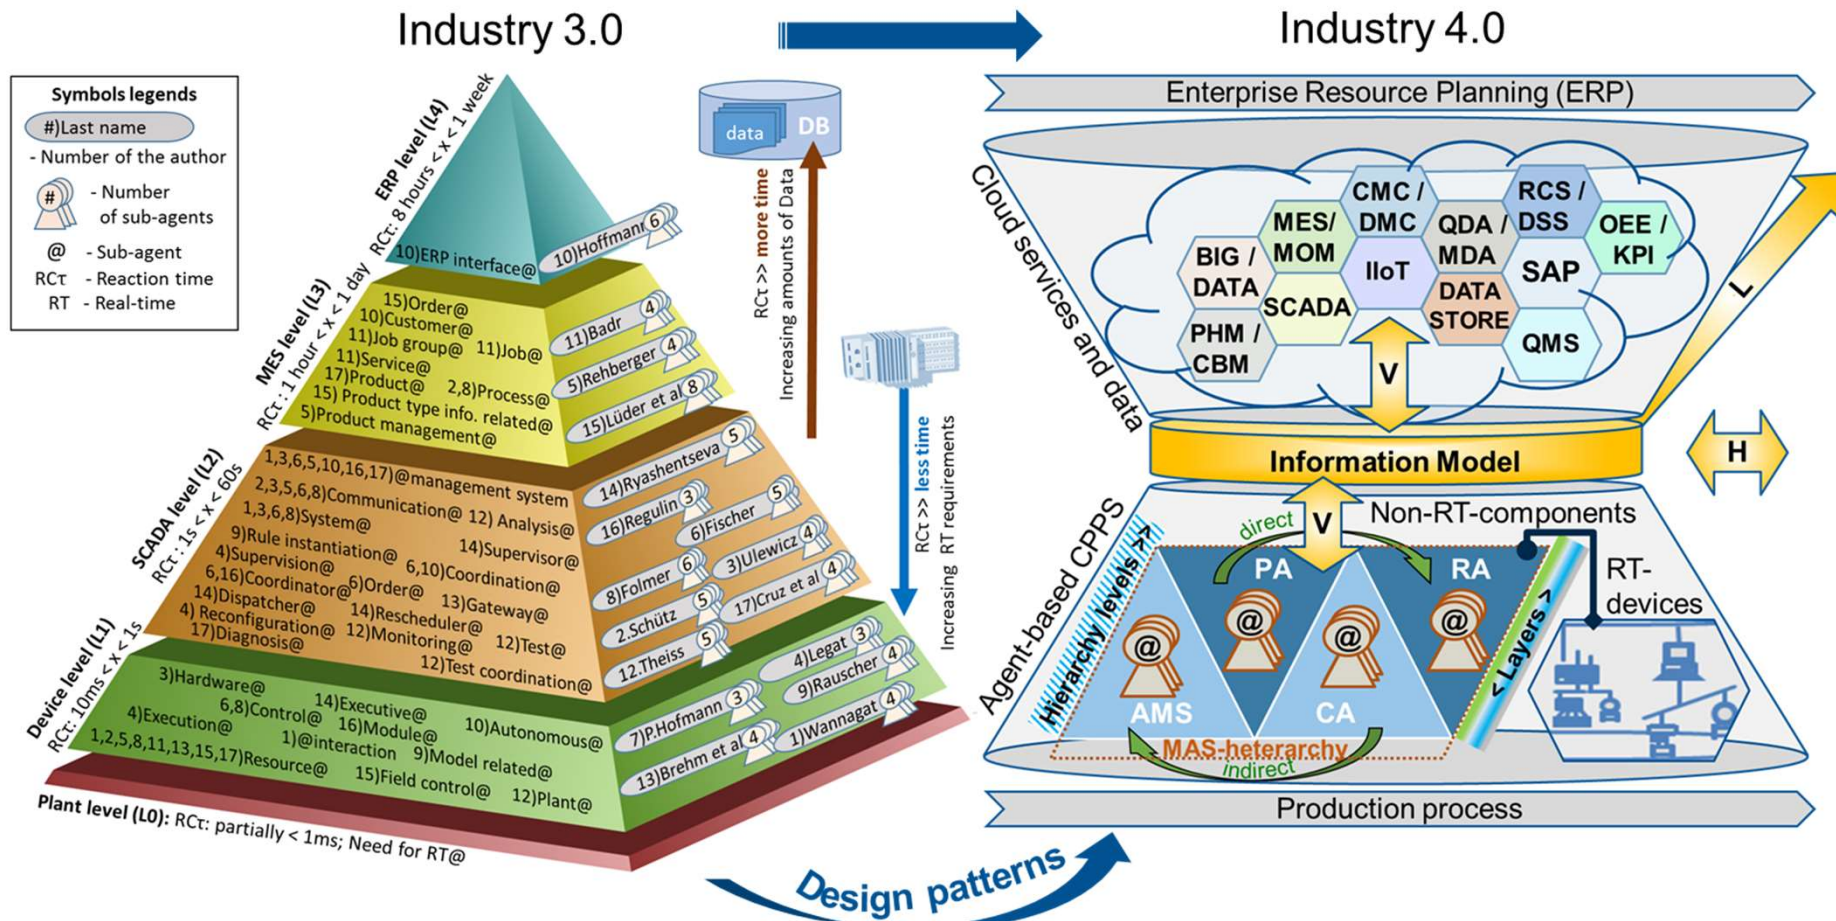 Industry 3.0
Industry 4.0
Symbols legends
#)Last name
- Number of the author
#
- Number
of sub-agents
@ - Sub-agent
RCτ - Reaction time
RT - Real-time
ERP level (L4)
RCτ: 8 hours < x < 1 week
10)ERP interface@
10)Hoffmann 6
MES level (L3)
RCτ : 1 hour < x < 1 day
15)Order@
10)Customer@
11)Job group@ 11)Job@
11)Service@
17)Product@ 2,8)Process@
15) Product type info. related@
5)Product management@
11)Badr 4
5)Rehberger 4
15)Lüder et al 8
SCADA level (L2)
RCτ : 1s < x < 60s
1,3,6,5,10,16,17)@management system
2,3,5,6,8)Communication@ 12) Analysis@
1,3,6,8)System@
14)Supervisor@
9)Rule instantiation@
4)Supervision@ 6,10)Coordination@
6,16)Coordinator@ 6)Order@ 13)Gateway@
14)Dispatcher@ 14)Rescheduler@
4) Reconfiguration@ 12)Monitoring@ 12)Test@
17)Diagnosis@ 12)Test coordination@
14)Ryashentseva 5
16)Regulin 3
6)Fischer 5
3)Ulewicz 4
8)Folmer 6
17)Cruz et al 4
2.Schütz 5
12.Theiss 5
Device level (L1)
RCτ: 10ms < x < 1s
3)Hardware@
14)Executive@
6,8)Control@ 10)Autonomous@
4)Execution@ 16)Module@
1)@interaction 9)Model related@
1,2,5,8,11,13,15,17)Resource@
15)Field control@ 12)Plant@
4)Legat 3
9)Rauscher 4
7)P.Hofmann 3
1)Wannagat 4
13)Brehm et al 4
Plant level (L0): RCτ: partially < 1ms; Need for RT@
data
DB
RCτ >> more time
Increasing amounts of Data
RCτ >> less time
Increasing RT requirements
Design patterns
Enterprise Resource Planning (ERP)
Cloud services and data
BIG /
DATA
PHM /
CBM
MES/
MOM
SCADA
CMC /
DMC
IIoT
QDA /
MDA
DATA
STORE
RCS /
DSS
SAP
QMS
OEE /
KPI
L
V
Information Model
H
V
Agent-based CPPS
Hierarchy levels >>
direct
Non-RT-components
RT-
devices
PA
RA
@
@
@
@
AMS
CA
< Layers >
MAS-heterarchy
indirect
Production process